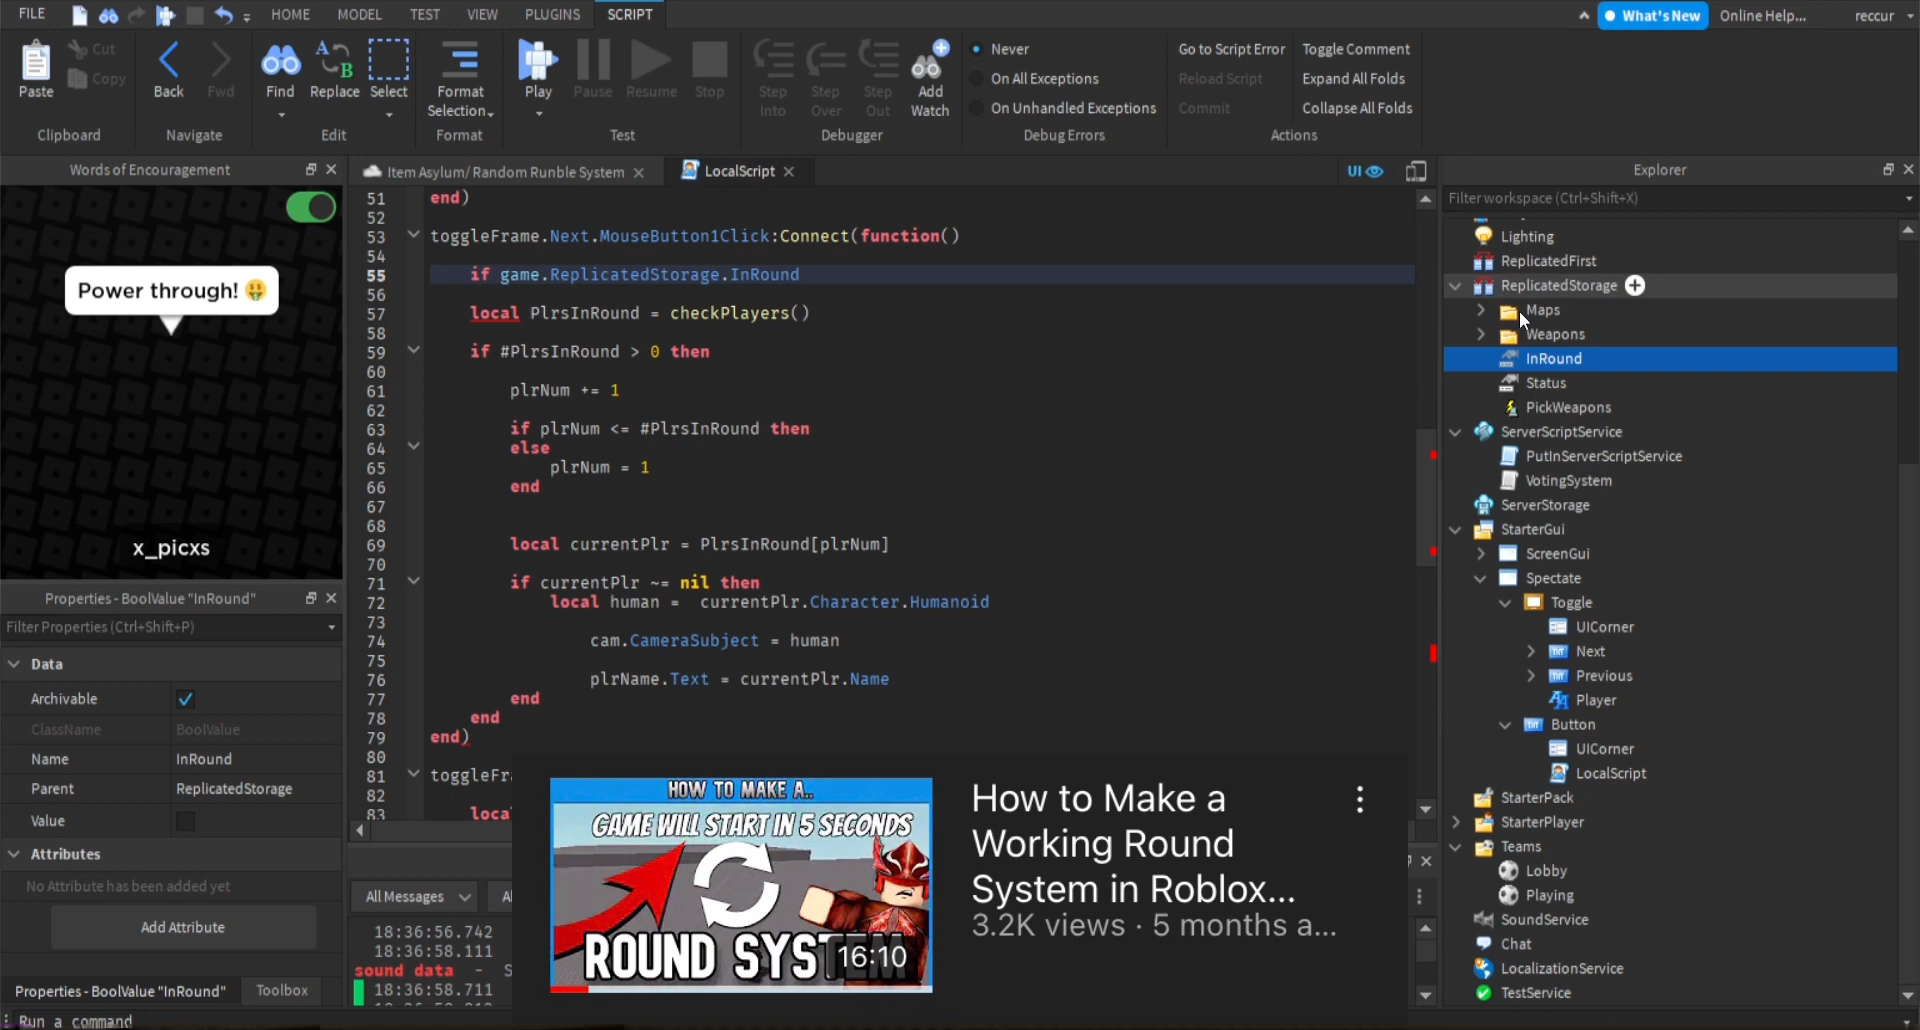 FILE
HOME
MODEL
TEST
VIEW
PLUGINS
SCRIPT
What's New
Online Help...
reccur
Paste
Cut
Copy
Clipboard
Back
Fwd
Navigate
Find
Replace
Select
Edit
Format
Selection
Format
Play
Pause
Resume
Stop
Test
Step
Into
Step
Over
Step
Out
Add
Watch
Debugger
Never
On All Exceptions
On Unhandled Exceptions
Debug Errors
Go to Script Error
Reload Script
Commit
Toggle Comment
Expand All Folds
Collapse All Folds
Actions
Words of Encouragement
Power through! 🤑
x_picxs
Properties - BoolValue "InRound"
Filter Properties (Ctrl+Shift+P)
Data
Archivable
ClassName BoolValue
Name InRound
Parent ReplicatedStorage
Value
Attributes
No Attribute has been added yet
Add Attribute
Properties - BoolValue "InRound"
Toolbox
Run a command
Item Asylum/ Random Runble System
LocalScript
UI
51 end)
52
53 toggleFrame.Next.MouseButton1Click:Connect(function()
54
55 if game.ReplicatedStorage.InRound
56
57 local PlrsInRound = checkPlayers()
58
59 if #PlrsInRound > 0 then
60
61 plrNum += 1
62
63 if plrNum <= #PlrsInRound then
64 else
65 plrNum = 1
66 end
67
68
69 local currentPlr = PlrsInRound[plrNum]
70
71 if currentPlr ~= nil then
72 local human = currentPlr.Character.Humanoid
73
74 cam.CameraSubject = human
75
76 plrName.Text = currentPlr.Name
77 end
78 end
79 end)
80
81 toggleFr
82
83 loca
All Messages
18:36:56.742
18:36:58.111
sound data - S
18:36:58.711
HOW TO MAKE A..
GAME WILL START IN 5 SECONDS
ROUND SYSTEM
16:10
How to Make a
Working Round
System in Roblox...
3.2K views · 5 months a...
Explorer
Filter workspace (Ctrl+Shift+X)
Lighting
ReplicatedFirst
ReplicatedStorage
Maps
Weapons
InRound
Status
PickWeapons
ServerScriptService
PutInServerScriptService
VotingSystem
ServerStorage
StarterGui
ScreenGui
Spectate
Toggle
UICorner
Next
Previous
Player
Button
UICorner
LocalScript
StarterPack
StarterPlayer
Teams
Lobby
Playing
SoundService
Chat
LocalizationService
TestService